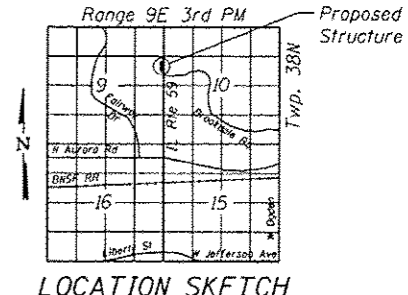 Range 9E 3rd PM
Proposed
Structure
Twp. 38N
9
10
Fairway
Dr
IL Rte 59
Brookdale Rd
N
N Aurora Rd
BNSF RR
16
15
W Ogden
Liberty St
W Jefferson Ave
LOCATION SKETCH